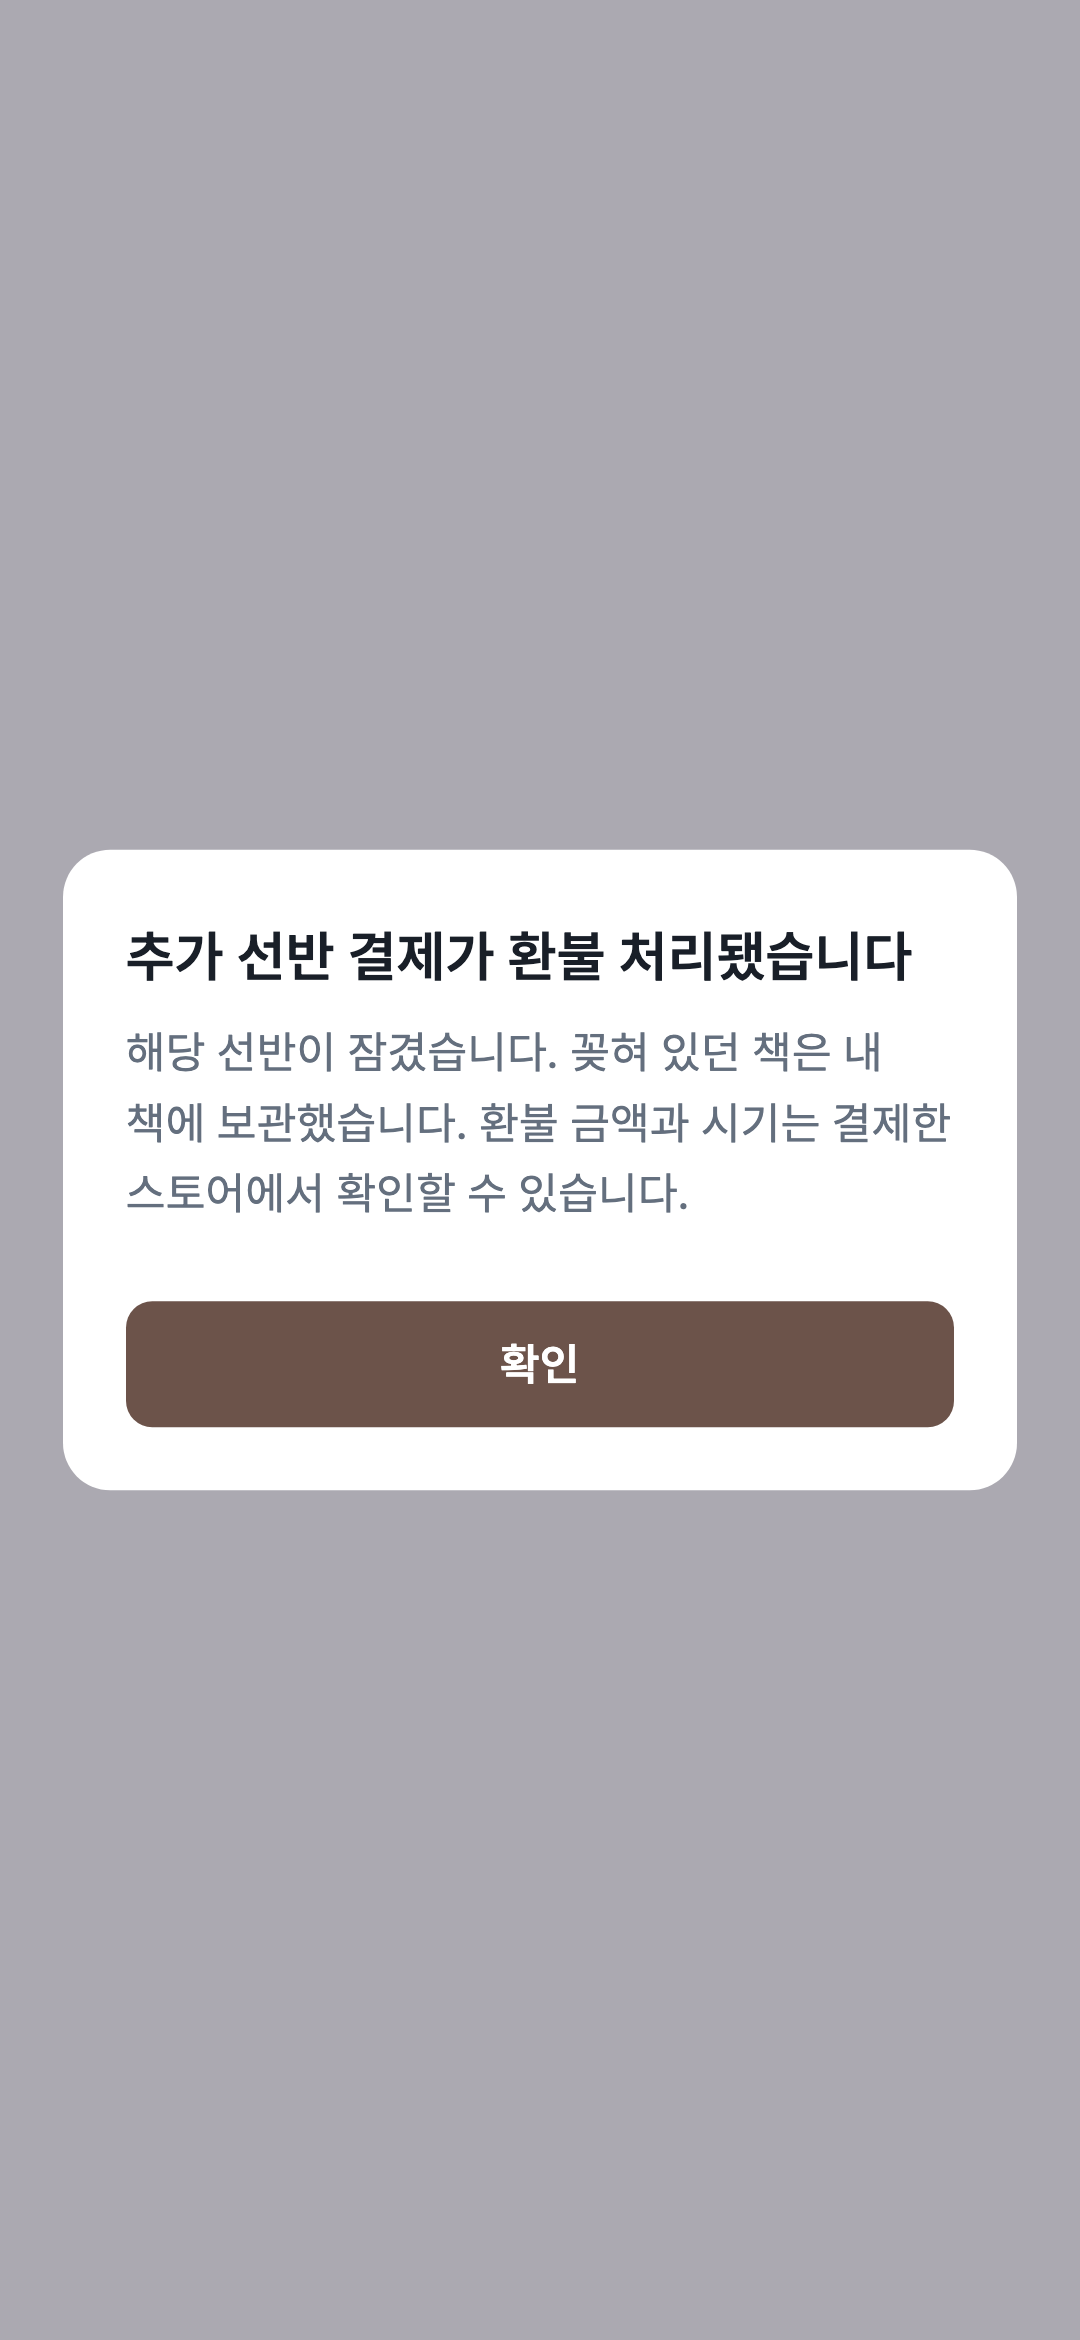 추가 선반 결제가 환불 처리됐습니다
해당 선반이 잠겼습니다. 꽂혀 있던 책은 내
책에 보관했습니다. 환불 금액과 시기는 결제한
스토어에서 확인할 수 있습니다.
확인